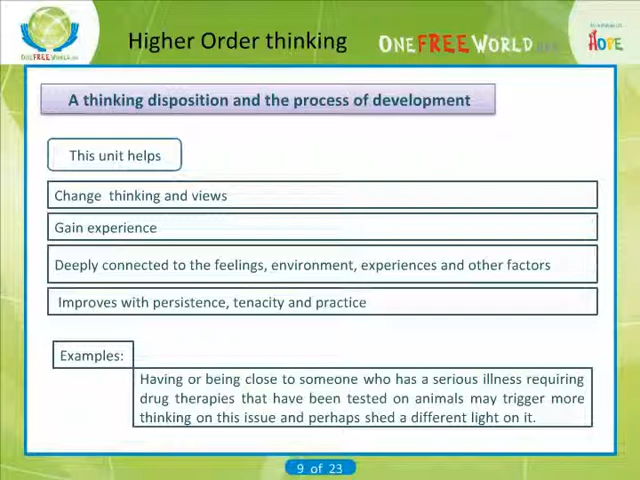 Higher Order thinking
ONEFREEWORLD
HOPE
ONEFREEWORLD
A thinking disposition and the process of development
This unit helps
Change thinking and views
Gain experience
Deeply connected to the feelings, environment, experiences and other factors
Improves with persistence, tenacity and practice
Examples:
Having or being close to someone who has a serious illness requiring
drug therapies that have been tested on animals may trigger more
thinking on this issue and perhaps shed a different light on it.
9 of 23